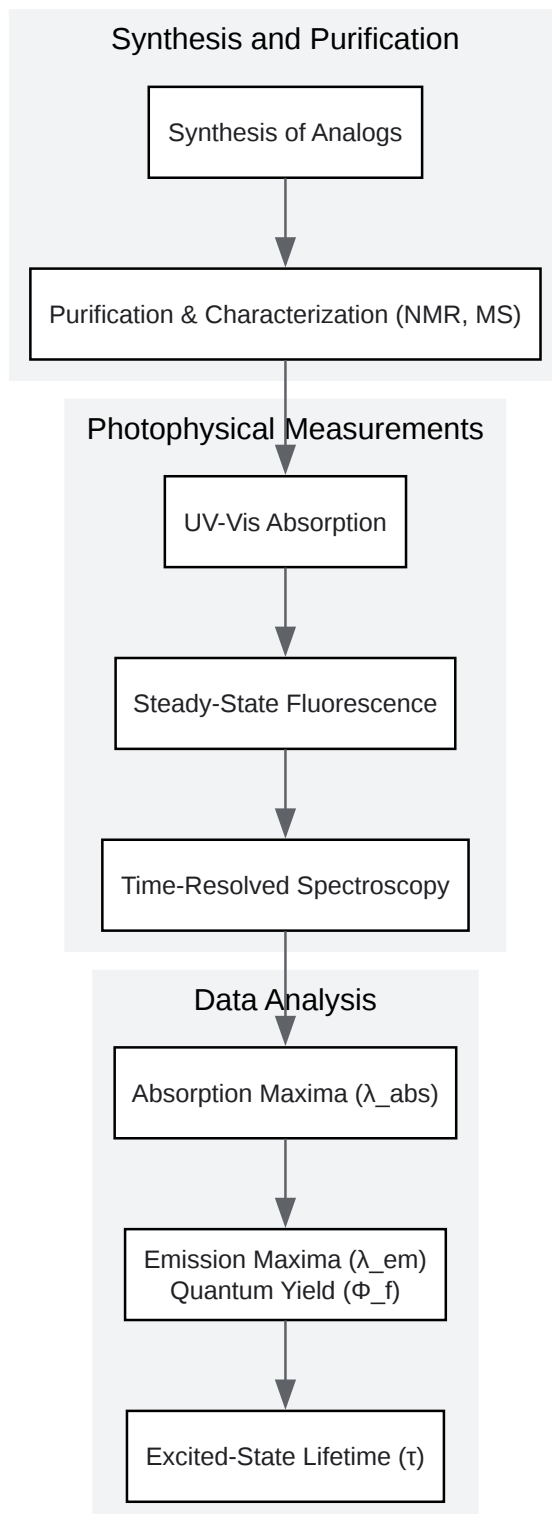 Synthesis and Purification
Synthesis of Analogs
Purification & Characterization (NMR, MS)
Photophysical Measurements
UV-Vis Absorption
Steady-State Fluorescence
Time-Resolved Spectroscopy
Data Analysis
Absorption Maxima (λ_abs)
Emission Maxima (λ_em)
Quantum Yield (Φ_f)
Excited-State Lifetime (τ)